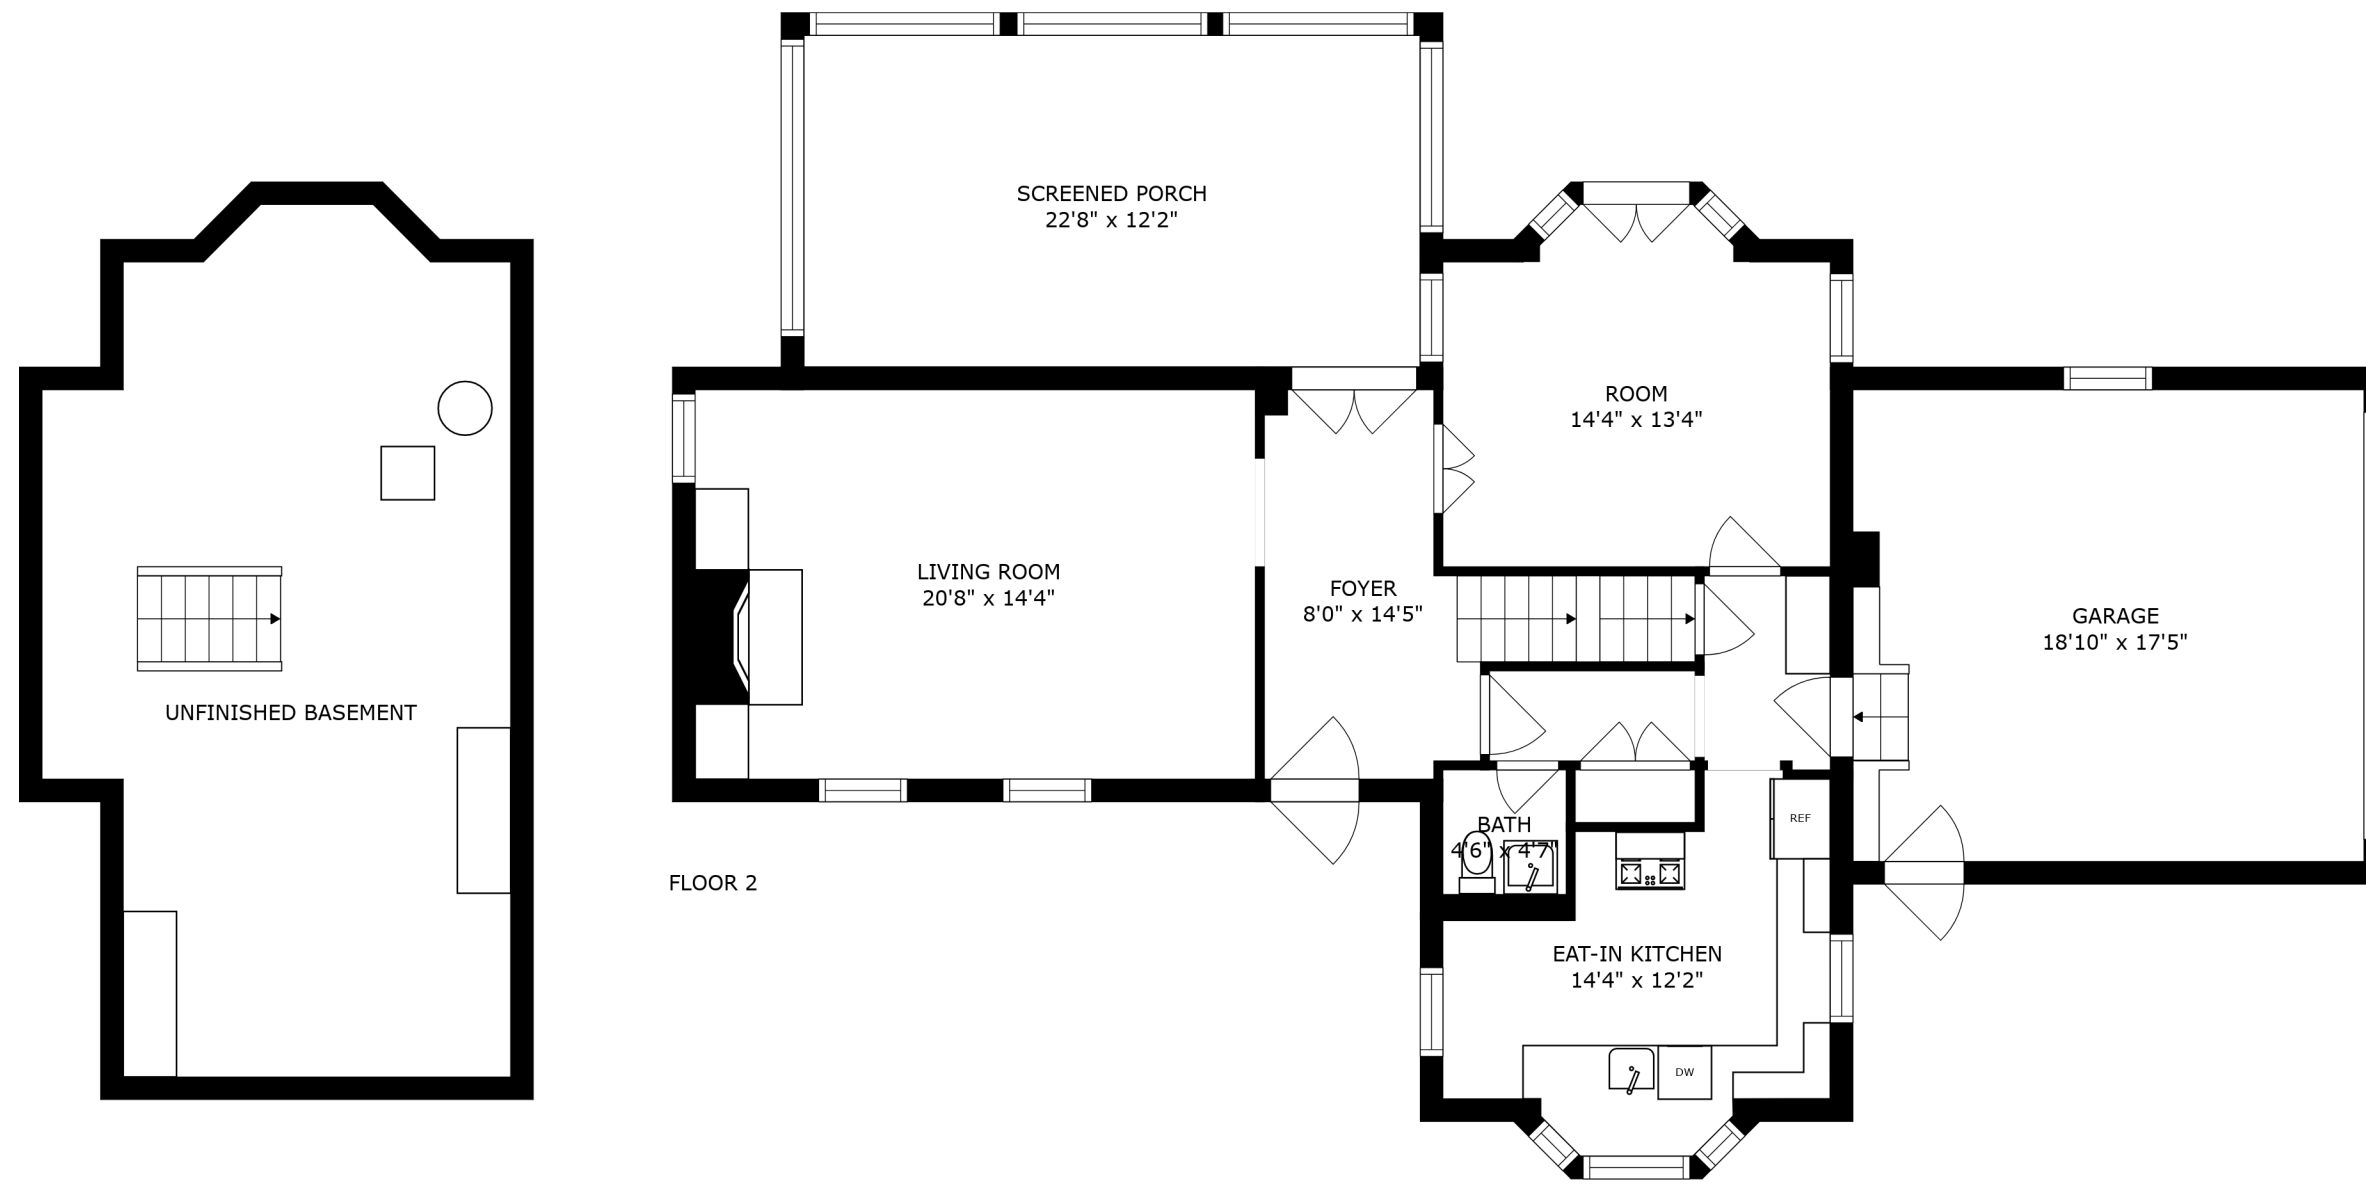 SCREENED PORCH
22'8" x 12'2"
ROOM
14'4" x 13'4"
LIVING ROOM
20'8" x 14'4"
FOYER
8'0" x 14'5"
GARAGE
18'10" x 17'5"
UNFINISHED BASEMENT
BATH
4'6" x 4'7"
REF
FLOOR 2
EAT-IN KITCHEN
14'4" x 12'2"
DW